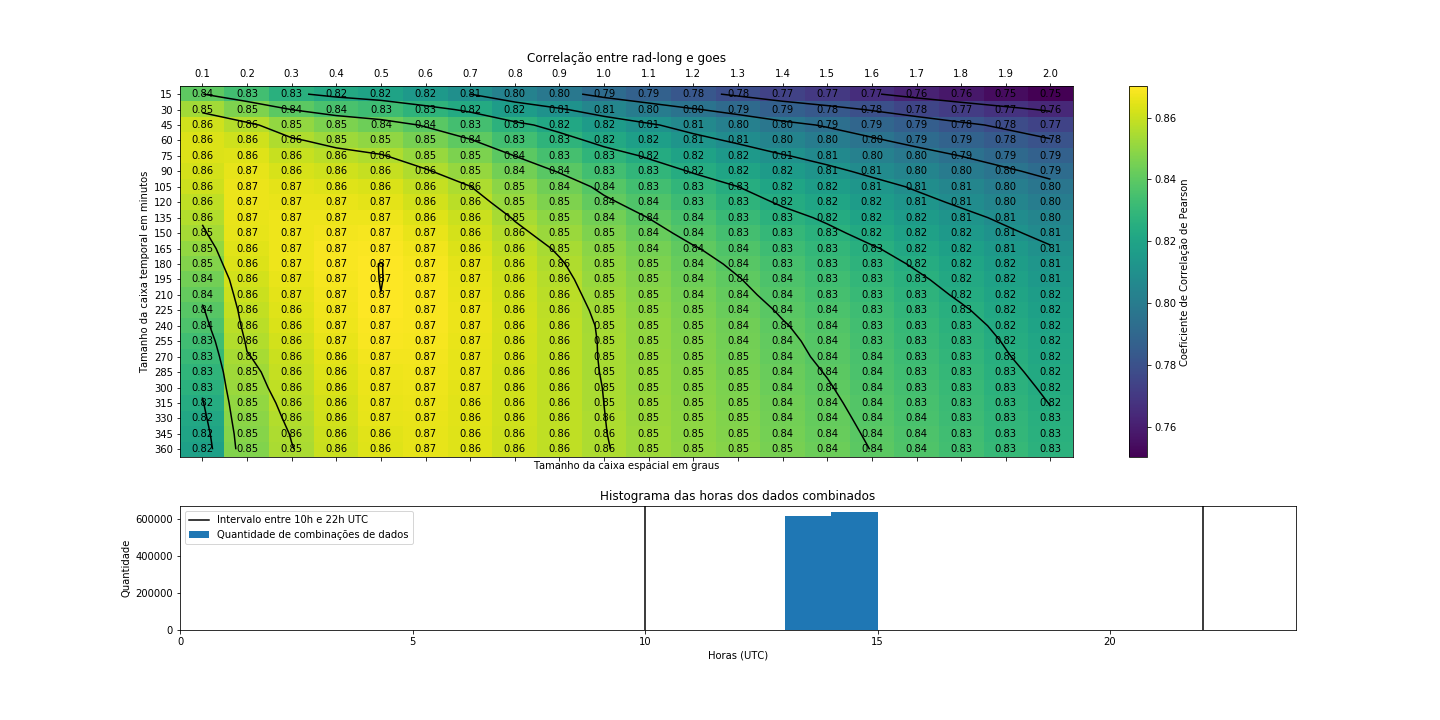 Correlação entre rad-long e goes
0.1 0.2 0.3 0.4 0.5 0.6 0.7 0.8 0.9 1.0 1.1 1.2 1.3 1.4 1.5 1.6 1.7 1.8 1.9 2.0
15 0.84 0.83 0.83 0.82 0.82 0.82 0.81 0.80 0.80 0.79 0.79 0.78 0.78 0.77 0.77 0.77 0.76 0.76 0.75 0.75
30 0.85 0.85 0.84 0.84 0.83 0.83 0.82 0.82 0.81 0.81 0.80 0.80 0.79 0.79 0.78 0.78 0.78 0.77 0.77 0.76
45 0.86 0.86 0.85 0.85 0.84 0.84 0.83 0.83 0.82 0.82 0.81 0.81 0.80 0.80 0.79 0.79 0.79 0.78 0.78 0.77
60 0.86 0.86 0.86 0.85 0.85 0.85 0.84 0.83 0.83 0.82 0.82 0.81 0.81 0.80 0.80 0.80 0.79 0.79 0.78 0.78
75 0.86 0.86 0.86 0.86 0.86 0.85 0.85 0.84 0.83 0.83 0.82 0.82 0.82 0.81 0.81 0.80 0.80 0.79 0.79 0.79
90 0.86 0.87 0.86 0.86 0.86 0.86 0.85 0.84 0.84 0.83 0.83 0.82 0.82 0.82 0.81 0.81 0.80 0.80 0.80 0.79
105 0.86 0.87 0.87 0.86 0.86 0.86 0.86 0.85 0.84 0.84 0.83 0.83 0.83 0.82 0.82 0.81 0.81 0.81 0.80 0.80
120 0.86 0.87 0.87 0.87 0.87 0.86 0.86 0.85 0.85 0.84 0.84 0.83 0.83 0.82 0.82 0.82 0.81 0.81 0.80 0.80
135 0.86 0.87 0.87 0.87 0.87 0.86 0.86 0.85 0.85 0.84 0.84 0.84 0.83 0.83 0.82 0.82 0.82 0.81 0.81 0.80
150 0.85 0.86 0.87 0.87 0.87 0.87 0.86 0.86 0.85 0.85 0.84 0.84 0.83 0.83 0.83 0.82 0.82 0.81 0.81 0.81
165 0.85 0.86 0.87 0.87 0.87 0.87 0.86 0.86 0.85 0.85 0.84 0.84 0.84 0.83 0.83 0.83 0.82 0.82 0.81 0.81
180 0.85 0.86 0.87 0.87 0.87 0.87 0.86 0.86 0.86 0.85 0.85 0.84 0.84 0.83 0.83 0.83 0.82 0.82 0.82 0.81
195 0.84 0.86 0.87 0.87 0.87 0.87 0.87 0.86 0.86 0.85 0.85 0.84 0.84 0.84 0.83 0.83 0.83 0.82 0.82 0.81
210 0.84 0.86 0.87 0.87 0.87 0.87 0.87 0.86 0.86 0.85 0.85 0.84 0.84 0.84 0.83 0.83 0.83 0.82 0.82 0.82
225 0.84 0.86 0.86 0.87 0.87 0.87 0.87 0.86 0.86 0.85 0.85 0.85 0.84 0.84 0.84 0.83 0.83 0.82 0.82 0.82
240 0.84 0.86 0.86 0.87 0.87 0.87 0.87 0.86 0.86 0.85 0.85 0.85 0.84 0.84 0.84 0.83 0.83 0.83 0.82 0.82
255 0.83 0.86 0.86 0.87 0.87 0.87 0.87 0.86 0.86 0.85 0.85 0.85 0.84 0.84 0.84 0.83 0.83 0.83 0.82 0.82
270 0.83 0.85 0.86 0.87 0.87 0.87 0.87 0.86 0.86 0.85 0.85 0.85 0.84 0.84 0.84 0.84 0.83 0.83 0.83 0.82
285 0.83 0.85 0.86 0.86 0.87 0.87 0.87 0.86 0.86 0.85 0.85 0.85 0.85 0.84 0.84 0.84 0.83 0.83 0.83 0.82
300 0.83 0.85 0.86 0.86 0.87 0.87 0.87 0.86 0.86 0.85 0.85 0.85 0.85 0.84 0.84 0.84 0.83 0.83 0.83 0.82
315 0.82 0.85 0.86 0.86 0.87 0.87 0.86 0.86 0.86 0.85 0.85 0.85 0.85 0.84 0.84 0.84 0.83 0.83 0.83 0.82
330 0.82 0.85 0.86 0.86 0.87 0.87 0.86 0.86 0.86 0.86 0.85 0.85 0.85 0.84 0.84 0.84 0.84 0.83 0.83 0.83
345 0.82 0.85 0.86 0.86 0.86 0.87 0.86 0.86 0.86 0.86 0.85 0.85 0.85 0.85 0.84 0.84 0.84 0.83 0.83 0.83
360 0.82 0.85 0.85 0.86 0.86 0.87 0.86 0.86 0.86 0.86 0.85 0.85 0.85 0.85 0.84 0.84 0.84 0.83 0.83 0.83
Tamanho da caixa temporal em minutos
Tamanho da caixa espacial em graus
0.86
0.84
0.82
0.80
0.78
0.76
Coeficiente de Correlação de Pearson
Histograma das horas dos dados combinados
Intervalo entre 10h e 22h UTC
Quantidade de combinações de dados
600000
400000
200000
0
Quantidade
0 5 10 15 20
Horas (UTC)